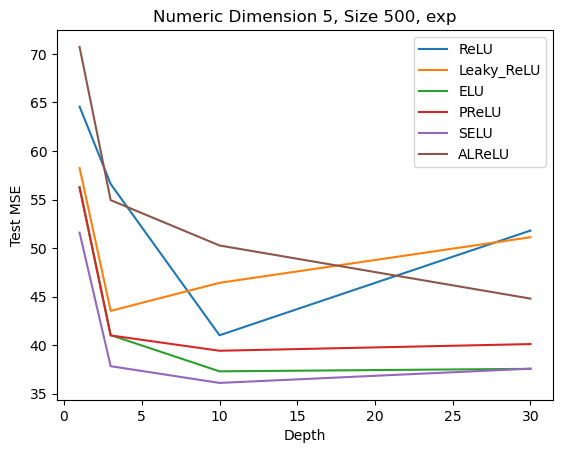 Numeric Dimension 5, Size 500, exp
ReLU
Leaky_ReLU
ELU
PReLU
SELU
ALReLU
70
65
60
55
50
45
40
35
Test MSE
0 5 10 15 20 25 30
Depth